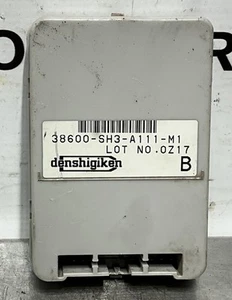 38600-SH3-A111-M1
LOT NO.0Z17
denshigiken B